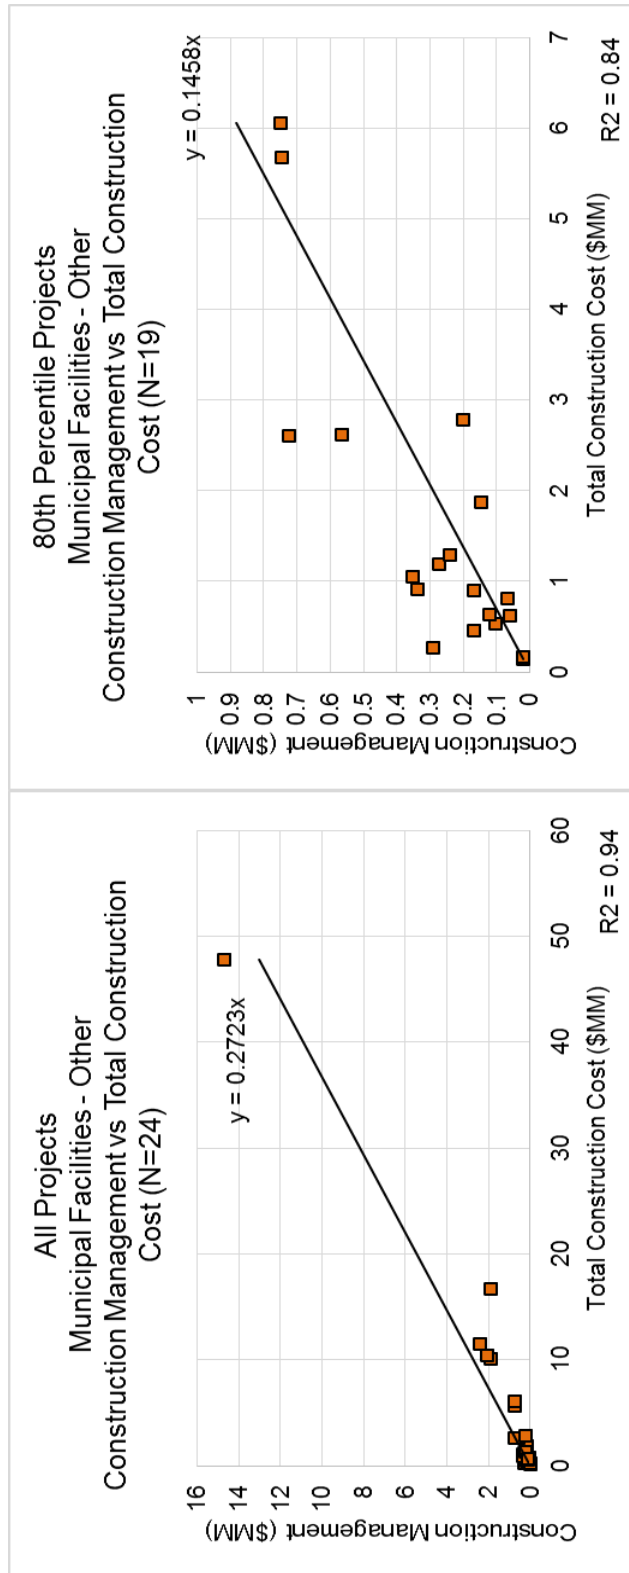 All Projects
Municipal Facilities - Other
Construction Management vs Total Construction
Cost (N=24)
Construction Management ($MM)
16
14
12
10
8
6
4
2
0
y = 0.2723x
0 10 20 30 40 50 60
Total Construction Cost ($MM)
R2 = 0.94
80th Percentile Projects
Municipal Facilities - Other
Construction Management vs Total Construction
Cost (N=19)
Construction Management ($MM)
1
0.9
0.8
0.7
0.6
0.5
0.4
0.3
0.2
0.1
0
y = 0.1458x
0 1 2 3 4 5 6 7
Total Construction Cost ($MM)
R2 = 0.84